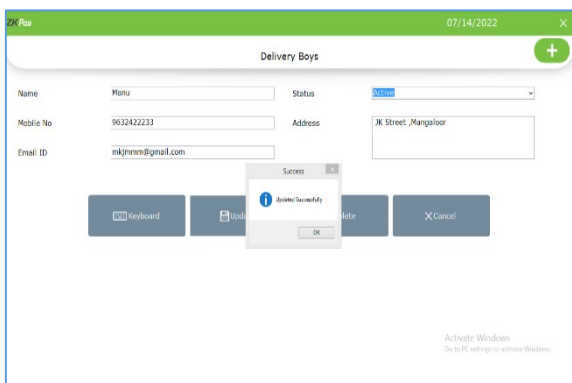 ZKPos 07/14/2022 X
Delivery Boys
+
Name Manu Status Active
Mobile No 9632422233 Address JK Street ,Mangaloor
Email ID mkjmmm@gmail.com
Success x
Updated Successfully
Keyboard Upda lete Cancel
OK
Activate Windows
Go to PC settings to activate Windows.